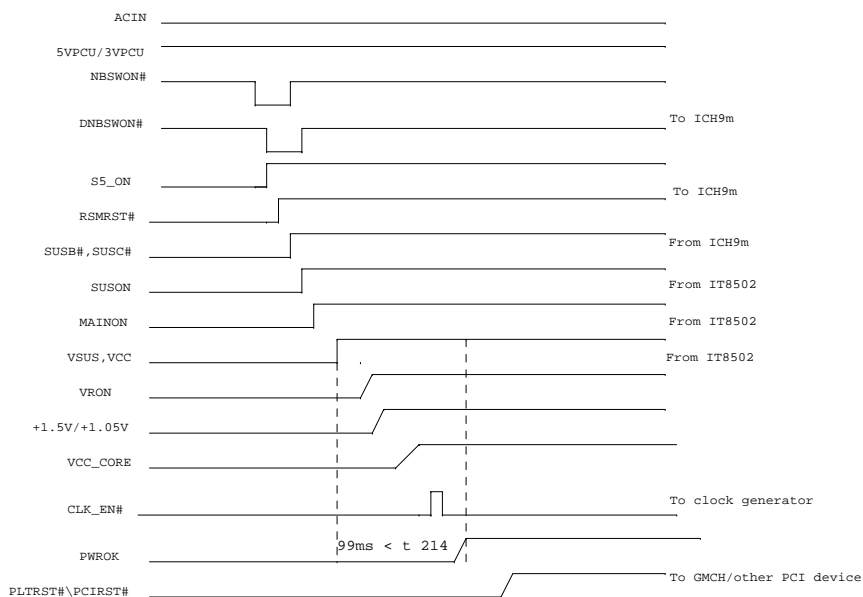 ACIN
5VPCU/3VPCU
NBSWON#
DNBSWON# To ICH9m
S5_ON
To ICH9m
RSMRST#
SUSB#,SUSC# From ICH9m
SUSON From IT8502
MAINON From IT8502
VSUS,VCC From IT8502
VRON
+1.5V/+1.05V
VCC_CORE
CLK_EN# To clock generator
PWROK 99ms < t 214
PLTRST#\PCIRST# To GMCH/other PCI device